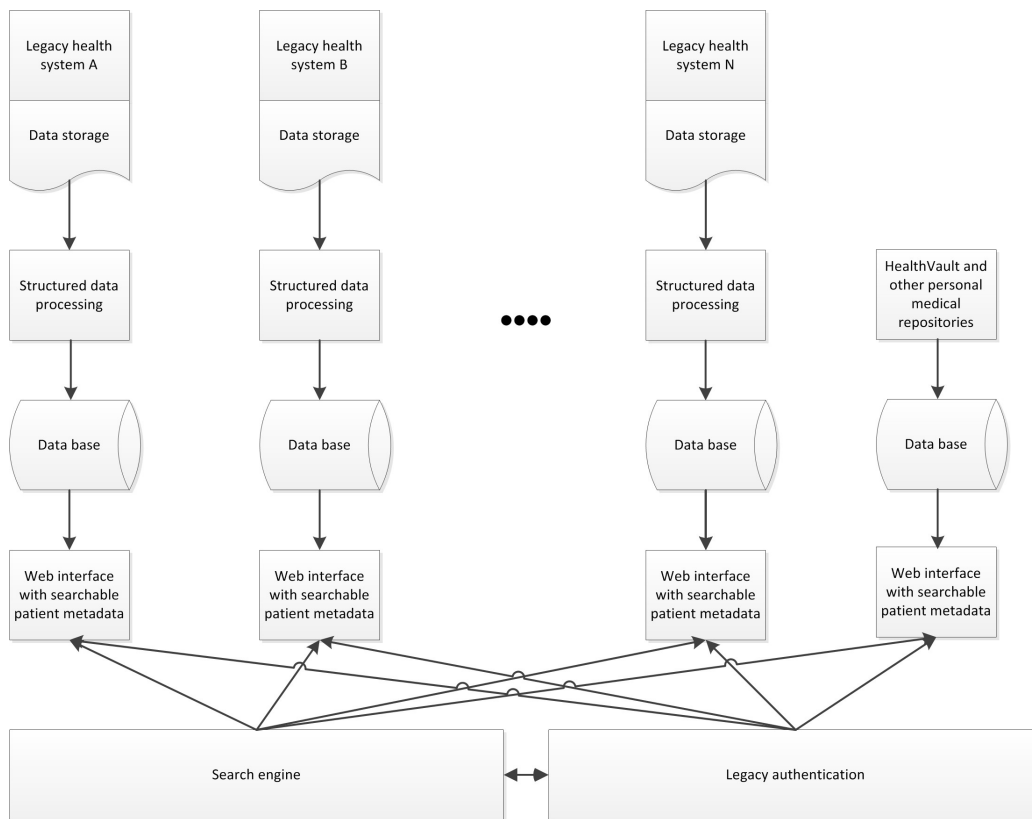 Legacy health
system A
Legacy health
system B
Legacy health
system N
Data storage
Data storage
Data storage
Structured data
processing
Structured data
processing
Structured data
processing
HealthVault and
other personal
medical
repositories
Data base
Data base
Data base
Data base
Web interface
with searchable
patient metadata
Web interface
with searchable
patient metadata
Web interface
with searchable
patient metadata
Web interface
with searchable
patient metadata
Search engine
Legacy authentication